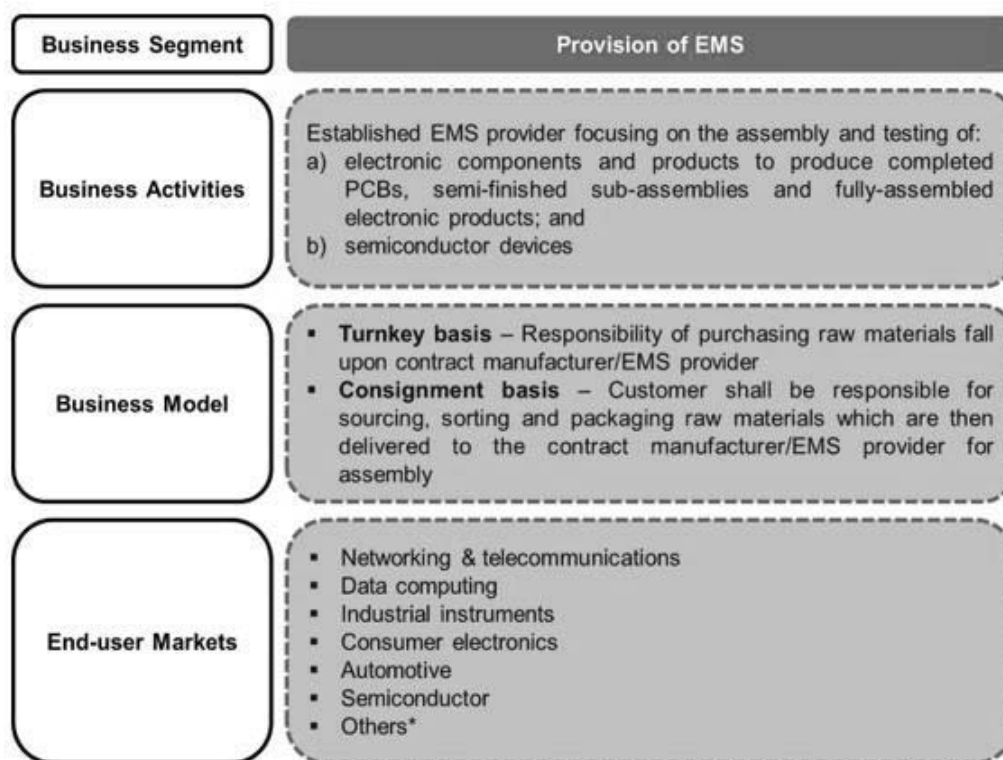 Business Segment
Provision of EMS
Business Activities
Established EMS provider focusing on the assembly and testing of:
a) electronic components and products to produce completed
PCBs, semi-finished sub-assemblies and fully-assembled
electronic products; and
b) semiconductor devices
Business Model
▪ Turnkey basis – Responsibility of purchasing raw materials fall
upon contract manufacturer/EMS provider
▪ Consignment basis – Customer shall be responsible for
sourcing, sorting and packaging raw materials which are then
delivered to the contract manufacturer/EMS provider for
assembly
End-user Markets
▪ Networking & telecommunications
▪ Data computing
▪ Industrial instruments
▪ Consumer electronics
▪ Automotive
▪ Semiconductor
▪ Others*